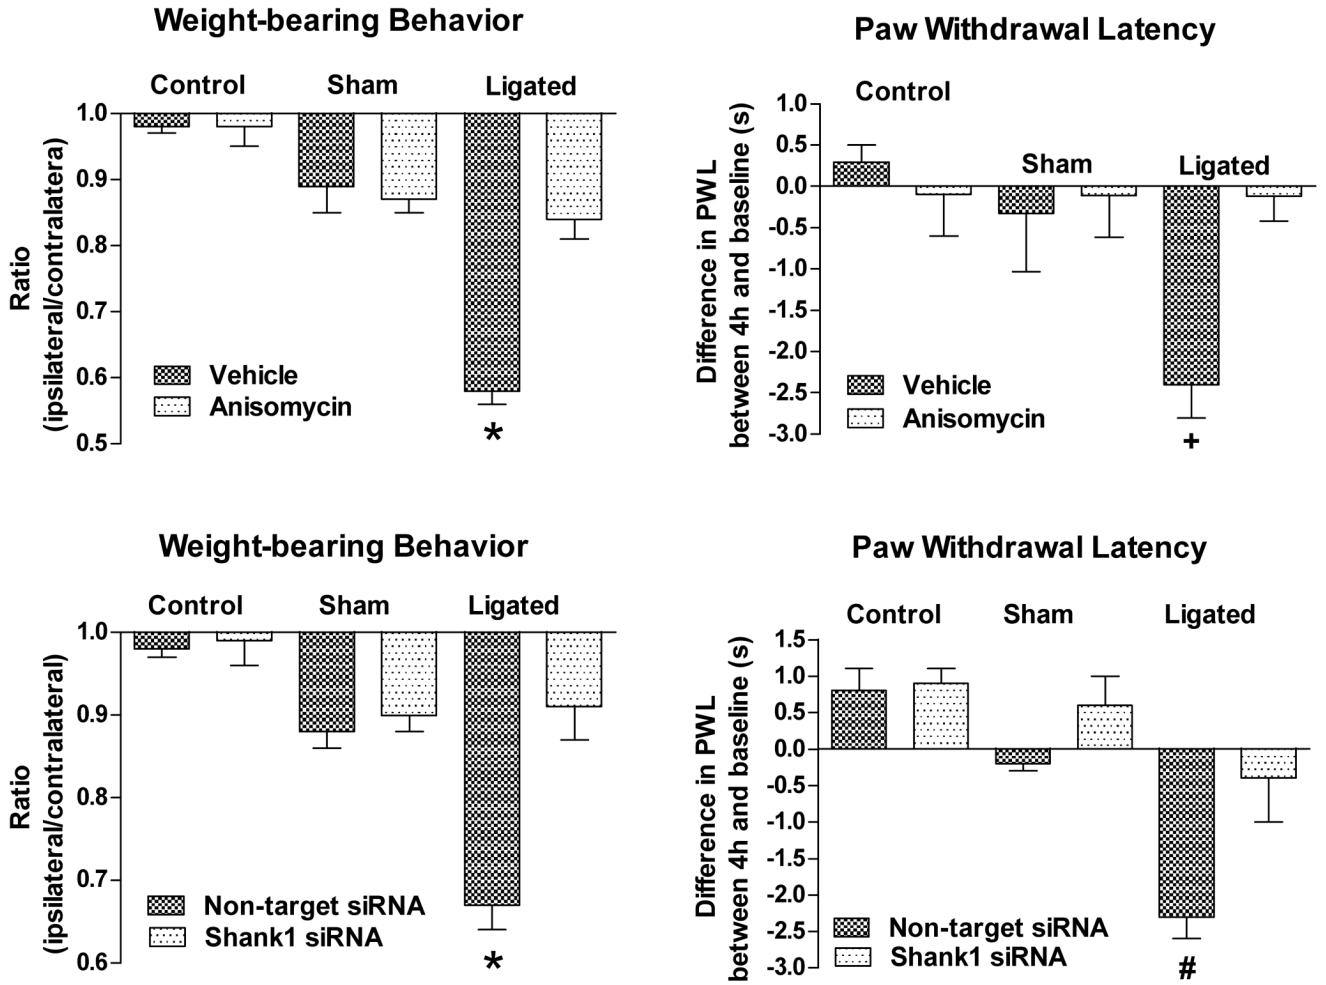 Weight-bearing Behavior
Control
Sham
Ligated
Ratio
(ipsilateral/contralatera)
1.0
0.9
0.8
0.7
0.6
0.5
Vehicle
Anisomycin
*
Paw Withdrawal Latency
Control
Sham
Ligated
Difference in PWL
between 4h and baseline (s)
1.0
0.5
0.0
-0.5
-1.0
-1.5
-2.0
-2.5
-3.0
Vehicle
Anisomycin
+
Weight-bearing Behavior
Control
Sham
Ligated
Ratio
(ipsilateral/contralateral)
1.0
0.9
0.8
0.7
0.6
Non-target siRNA
Shank1 siRNA
*
Paw Withdrawal Latency
Control
Sham
Ligated
Difference in PWL
between 4h and baseline (s)
1.5
1.0
0.5
0.0
-0.5
-1.0
-1.5
-2.0
-2.5
-3.0
Non-target siRNA
Shank1 siRNA
#